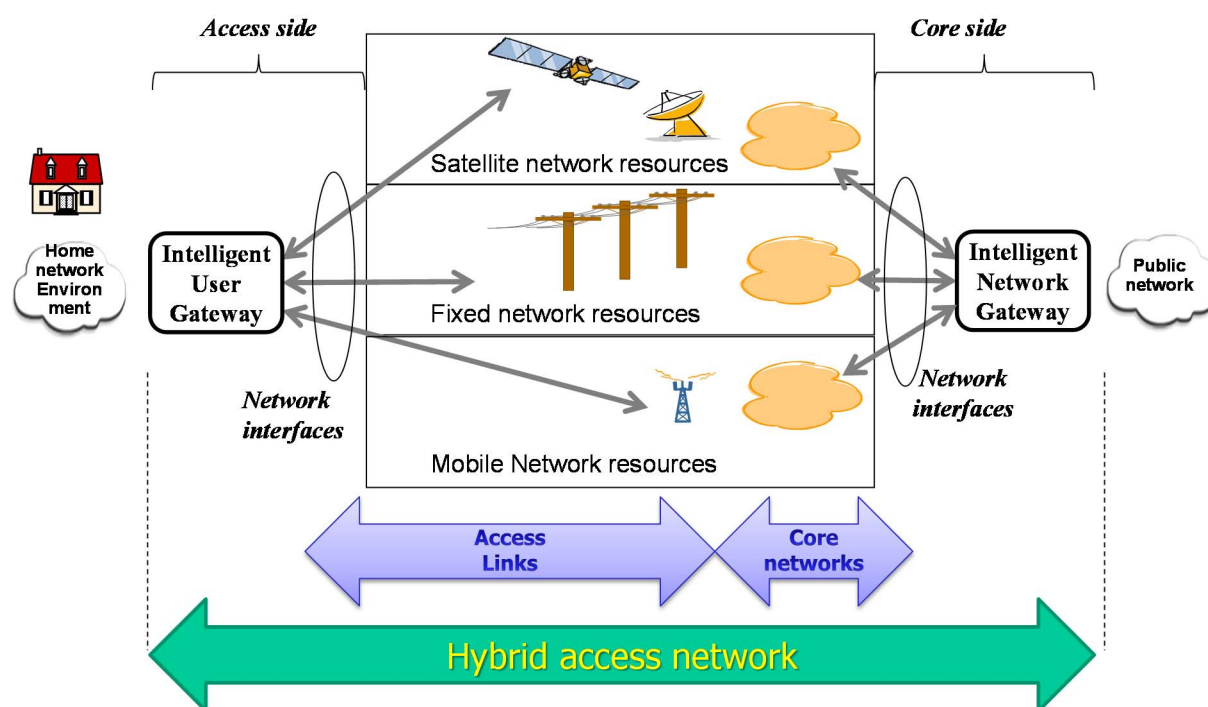 Access side
Core side
Satellite network resources
Home
network
Environ
ment
Intelligent
User
Gateway
Fixed network resources
Intelligent
Network
Gateway
Public
network
Network
interfaces
Network
interfaces
Mobile Network resources
Access
Links
Core
networks
Hybrid access network